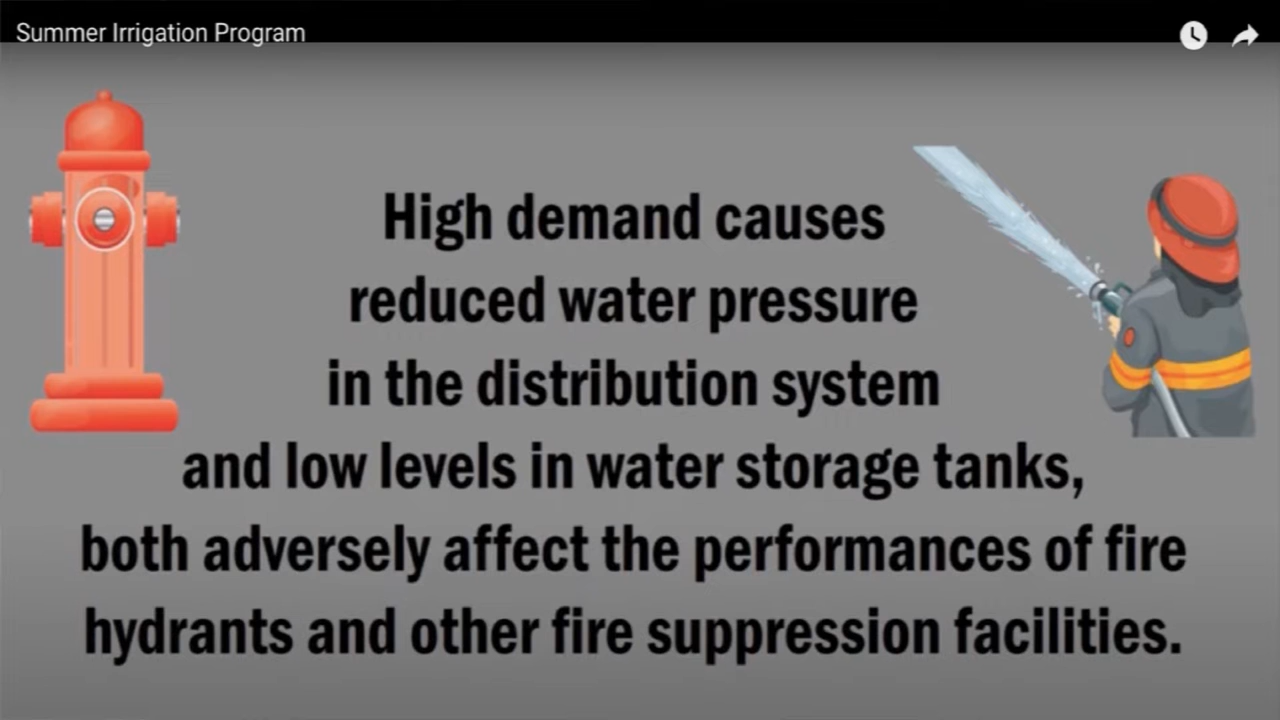 Summer Irrigation Program
High demand causes
reduced water pressure
in the distribution system
and low levels in water storage tanks,
both adversely affect the performances of fire
hydrants and other fire suppression facilities.